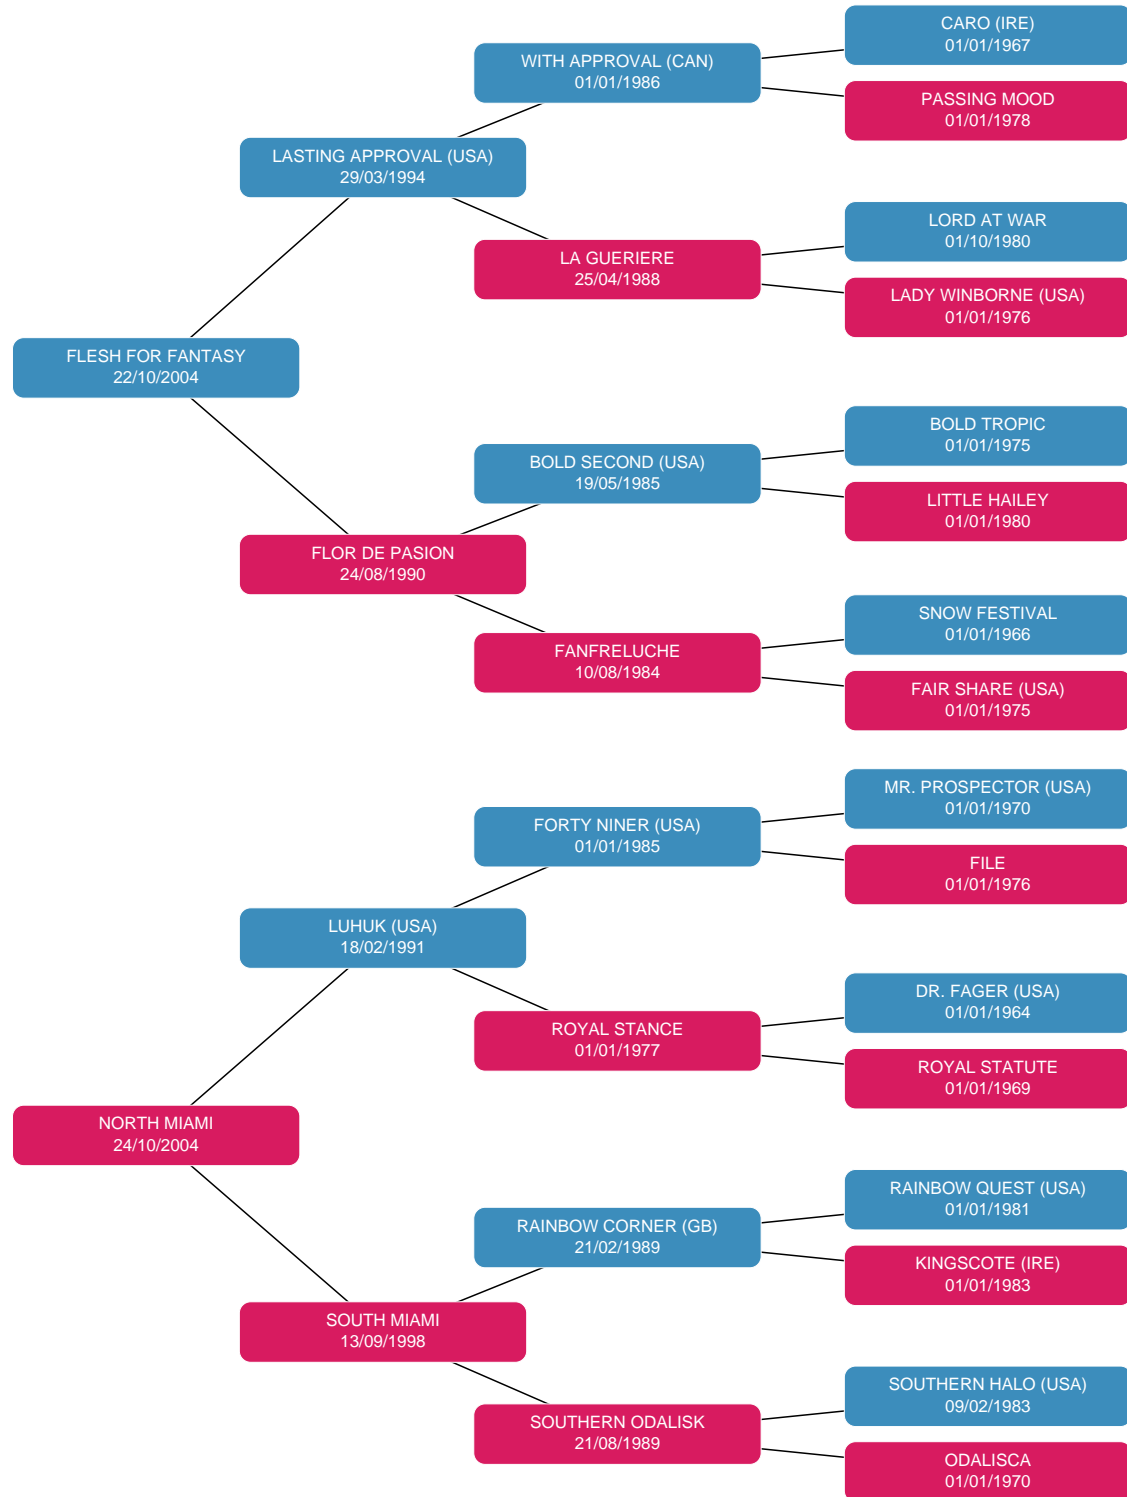 CARO (IRE)
01/01/1967
WITH APPROVAL (CAN)
01/01/1986
PASSING MOOD
01/01/1978
LASTING APPROVAL (USA)
29/03/1994
LORD AT WAR
01/10/1980
LA GUERIERE
25/04/1988
LADY WINBORNE (USA)
01/01/1976
FLESH FOR FANTASY
22/10/2004
BOLD TROPIC
01/01/1975
BOLD SECOND (USA)
19/05/1985
LITTLE HAILEY
01/01/1980
FLOR DE PASION
24/08/1990
SNOW FESTIVAL
01/01/1966
FANFRELUCHE
10/08/1984
FAIR SHARE (USA)
01/01/1975
MR. PROSPECTOR (USA)
01/01/1970
FORTY NINER (USA)
01/01/1985
FILE
01/01/1976
LUHUK (USA)
18/02/1991
DR. FAGER (USA)
01/01/1964
ROYAL STANCE
01/01/1977
ROYAL STATUTE
01/01/1969
NORTH MIAMI
24/10/2004
RAINBOW QUEST (USA)
01/01/1981
RAINBOW CORNER (GB)
21/02/1989
KINGSCOTE (IRE)
01/01/1983
SOUTH MIAMI
13/09/1998
SOUTHERN HALO (USA)
09/02/1983
SOUTHERN ODALISK
21/08/1989
ODALISCA
01/01/1970